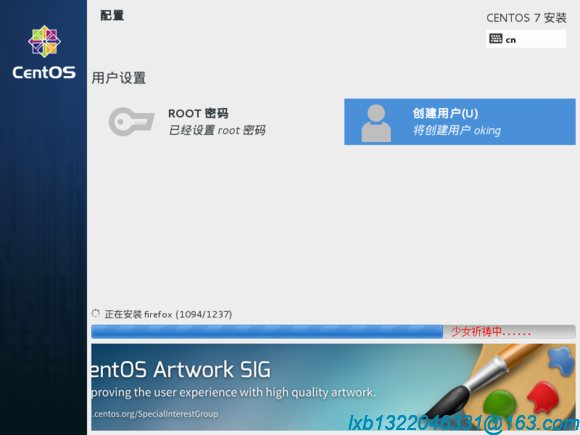 配置
CENTOS 7 安装
cn
CentOS
用户设置
ROOT 密码
已经设置 root 密码
创建用户(U)
将创建用户 oking
正在安装 firefox (1094/1237)
少女祈祷中......
entOS Artwork SIG
proving the user experience with high quality artwork.
.centos.org/SpecialInterestGroup
lxb1322046331@163.com